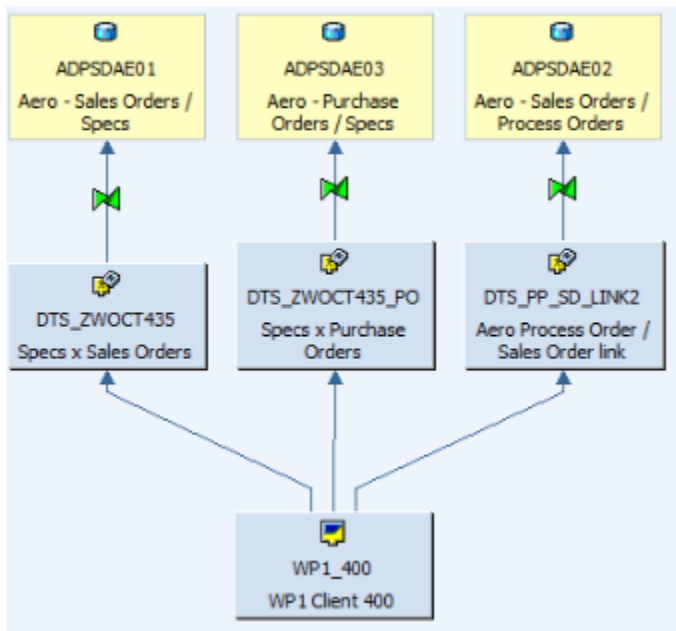 ADPSDAE01
Aero - Sales Orders /
Specs
ADPSDAE03
Aero - Purchase
Orders / Specs
ADPSDAE02
Aero - Sales Orders /
Process Orders
DTS_ZWOCT435
Specs x Sales Orders
DTS_ZWOCT435_PO
Specs x Purchase
Orders
DTS_PP_SD_LINK2
Aero Process Order /
Sales Order link
WP1_400
WP1 Client 400